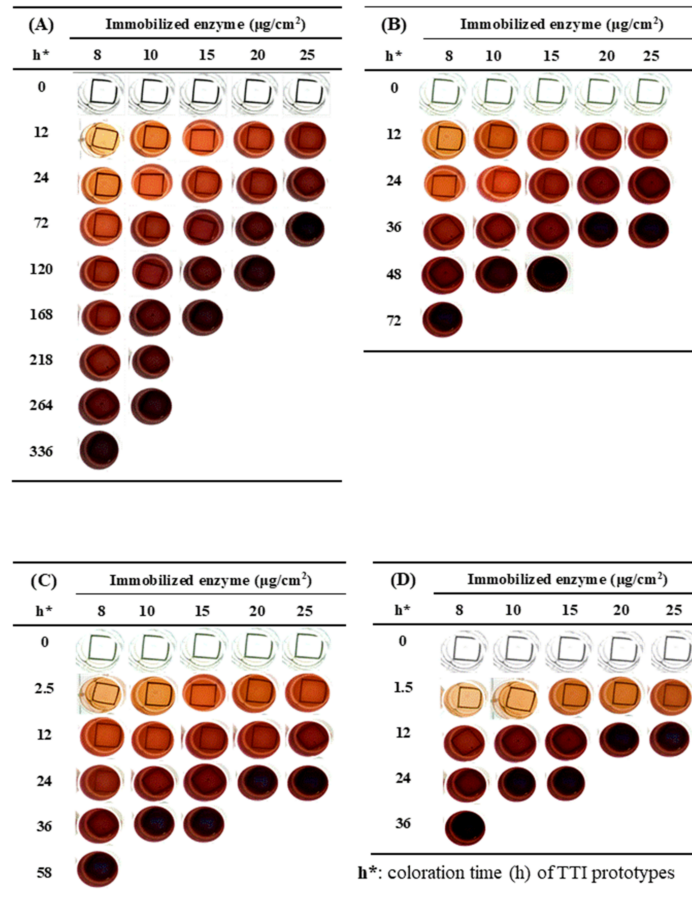 (A) Immobilized enzyme (µg/cm²)
h* 8 10 15 20 25
0
12
24
72
120
168
218
264
336
(B) Immobilized enzyme (µg/cm²)
h* 8 10 15 20 25
0
12
24
36
48
72
(C) Immobilized enzyme (µg/cm²)
h* 8 10 15 20 25
0
2.5
12
24
36
58
(D) Immobilized enzyme (µg/cm²)
h* 8 10 15 20 25
0
1.5
12
24
36
h*: coloration time (h) of TTI prototypes